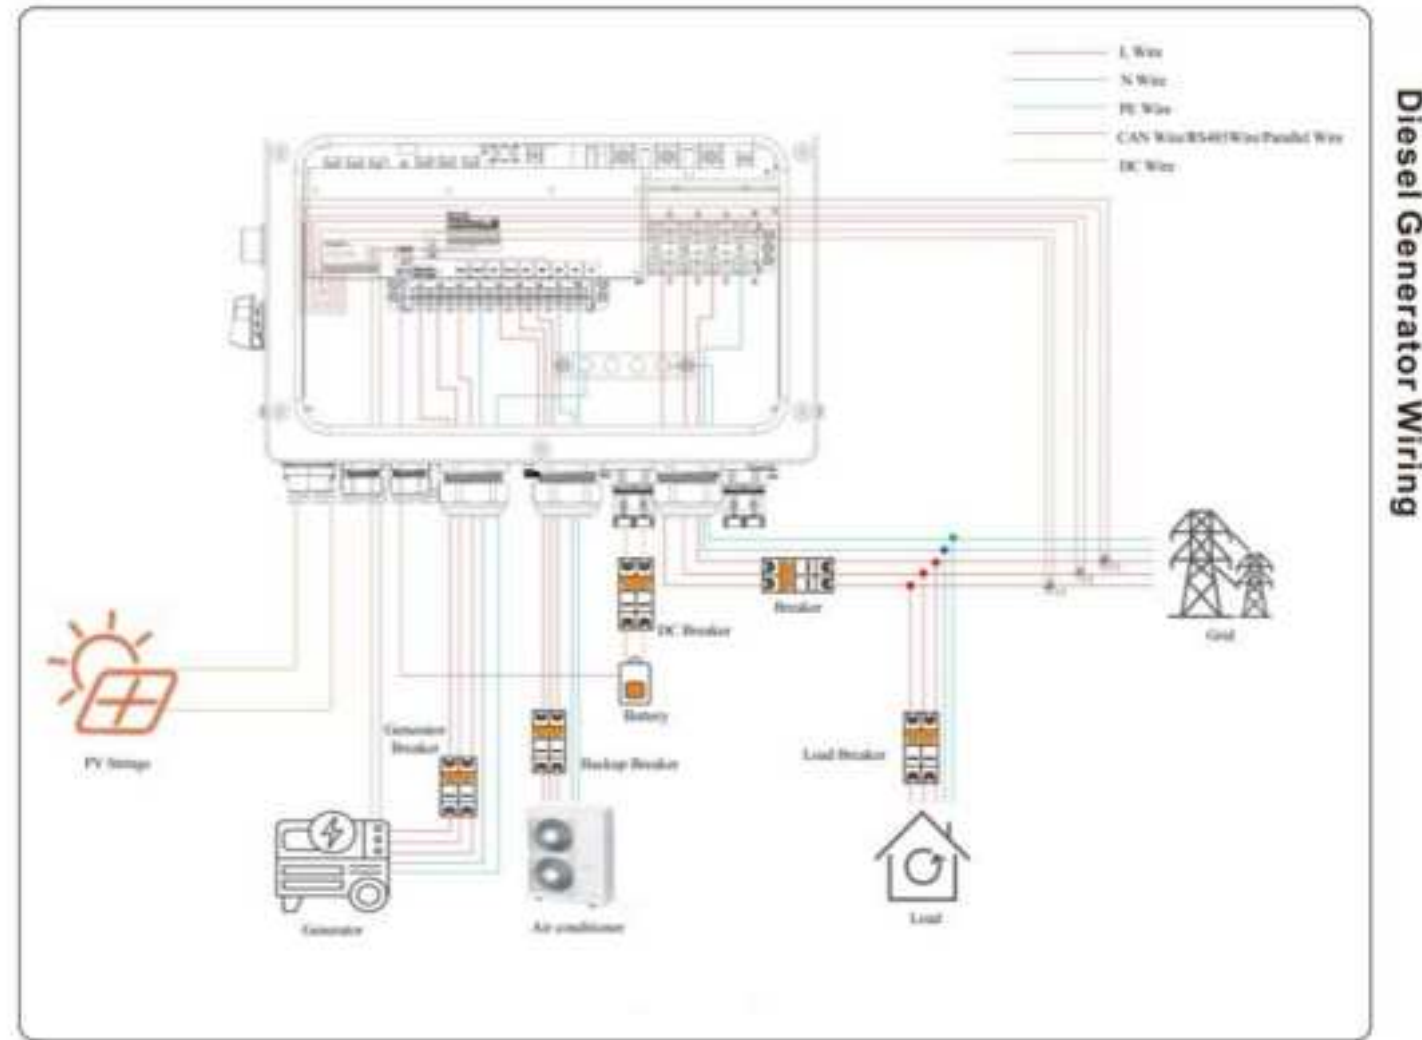 L Wire
N Wire
PE Wire
CAN Wire/RS485Wire/Parallel Wire
DC Wire
Diesel Generator Wiring
Breaker
Grid
DC Breaker
Battery
Generator
Breaker
Backup Breaker
Load Breaker
PV Strings
Generator
Air conditioner
Load